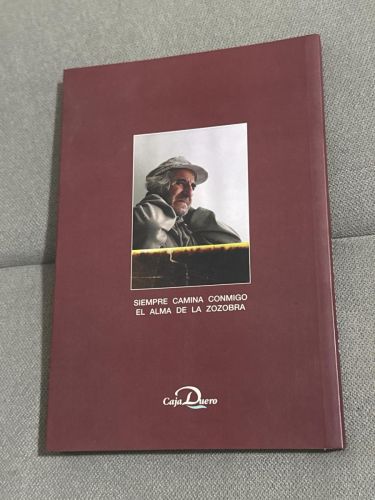 SIEMPRE CAMINA CONMIGO
EL ALMA DE LA ZOZOBRA
Caja Duero